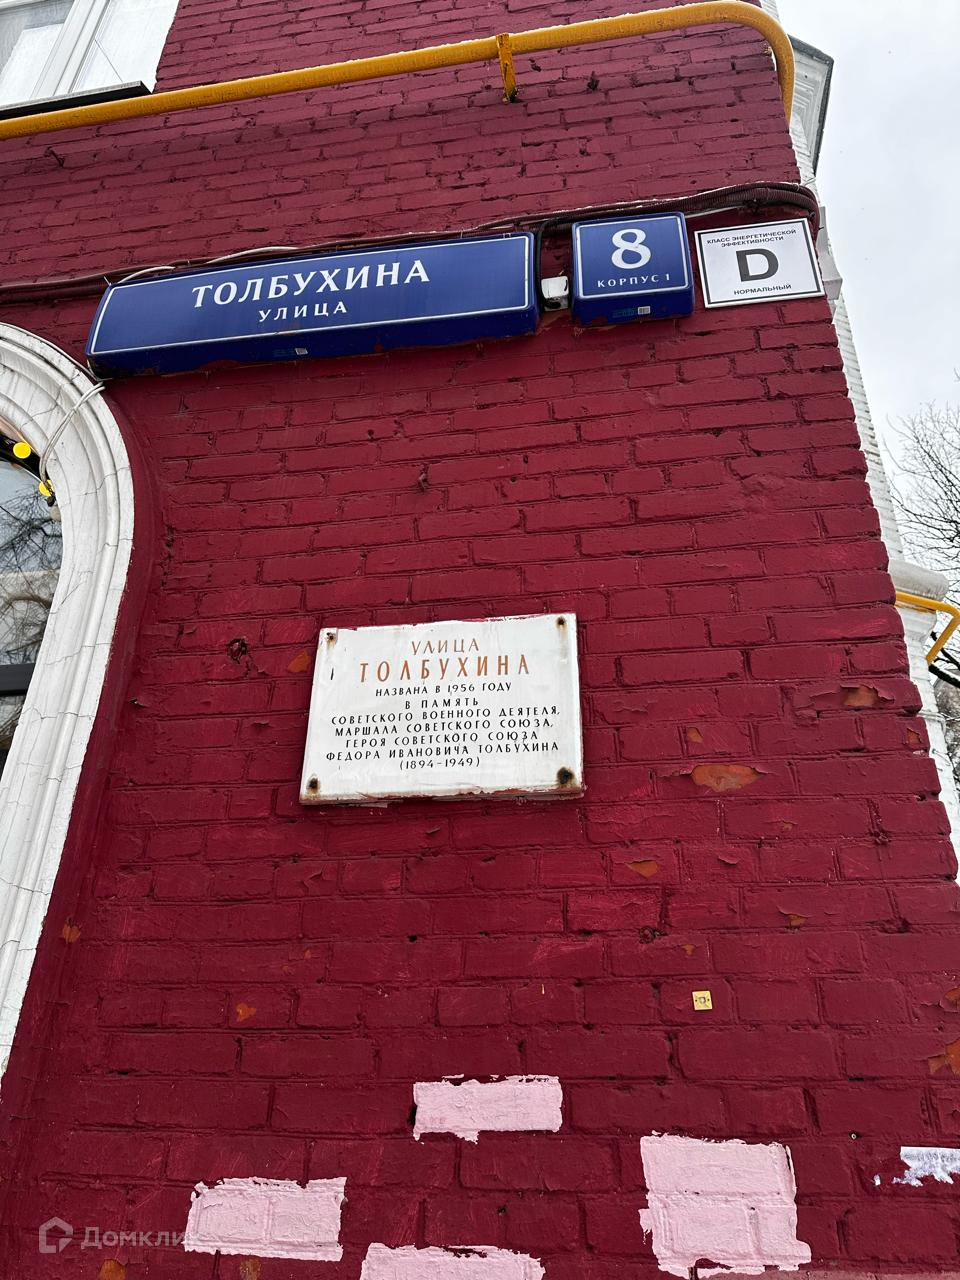 ТОЛБУХИНА
УЛИЦА
8
КОРПУС 1
КЛАСС ЭНЕРГЕТИЧЕСКОЙ
ЭФФЕКТИВНОСТИ
D
НОРМАЛЬНЫЙ
УЛИЦА
ТОЛБУХИНА
НАЗВАНА В 1956 ГОДУ
В ПАМЯТЬ
СОВЕТСКОГО ВОЕННОГО ДЕЯТЕЛЯ,
МАРШАЛА СОВЕТСКОГО СОЮЗА,
ГЕРОЯ СОВЕТСКОГО СОЮЗА
ФЕДОРА ИВАНОВИЧА ТОЛБУХИНА
(1894-1949)
Домклик